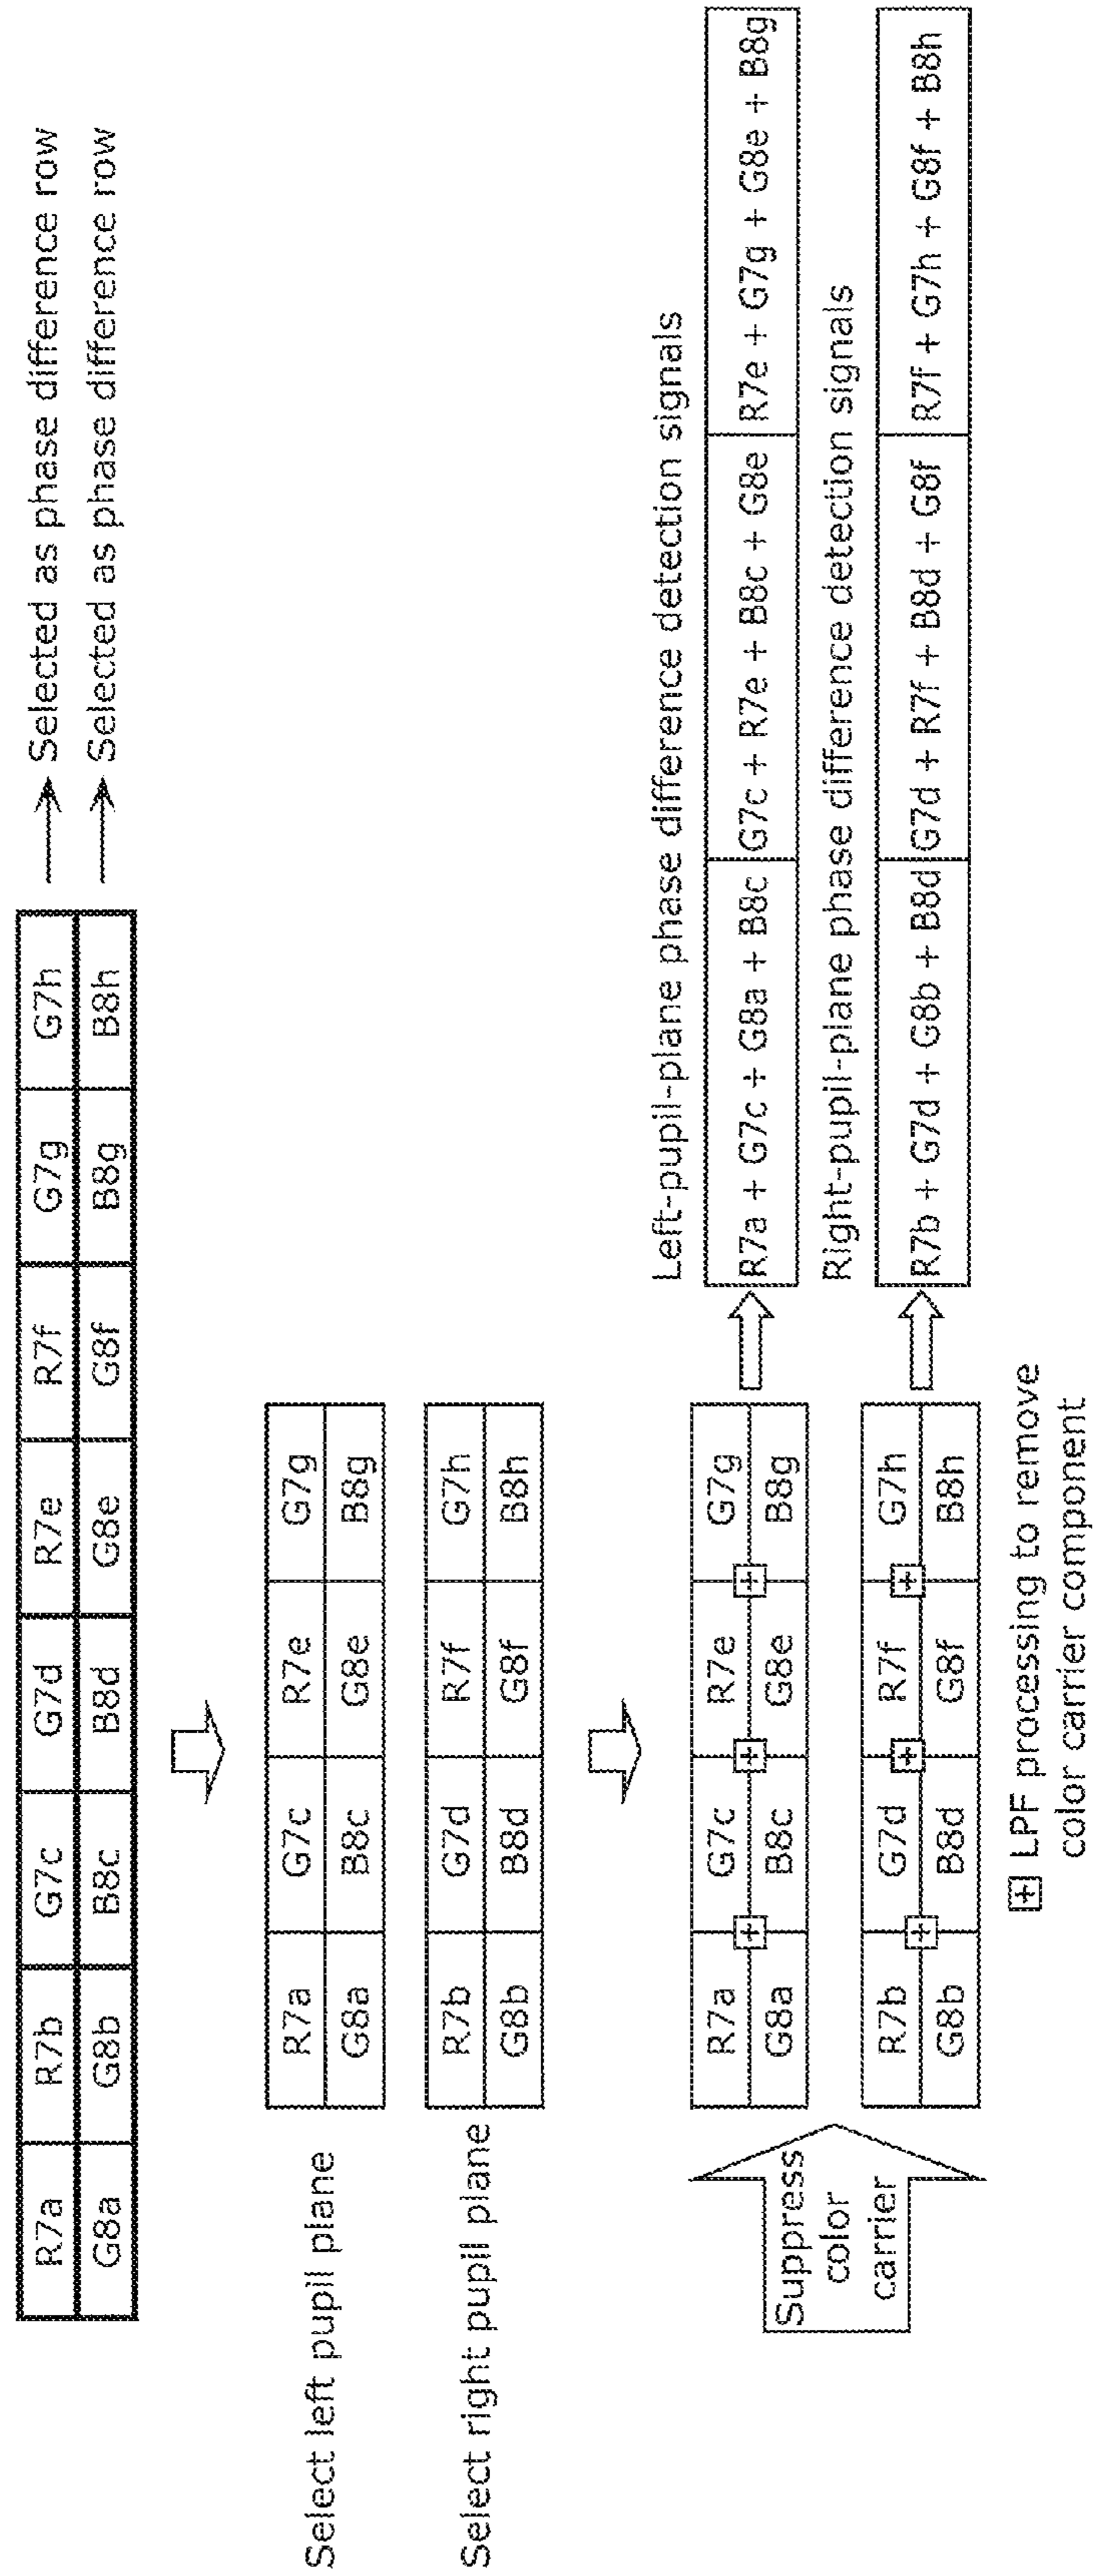 R7a R7b G7c G7d R7e R7f G7g G7h Selected as phase difference row
G8a G8b B8c B8d G8e G8f B8g B8h Selected as phase difference row
Select left pupil plane
R7a G7c R7e G7g
G8a B8c G8e B8g
Select right pupil plane
R7b G7d R7f G7h
G8b B8d G8f B8h
Suppress
color
carrier
R7a G7c R7e G7g
G8a B8c G8e B8g
Left-pupil-plane phase difference detection signals
R7a + G7c + G8a + B8c G7c + R7e + B8c + G8e R7e + G7g + G8e + B8g
R7b G7d R7f G7h
G8b B8d G8f B8h
Right-pupil-plane phase difference detection signals
R7b + G7d + G8b + B8d G7d + R7f + B8d + G8f R7f + G7h + G8f + B8h
+ LPF processing to remove
color carrier component